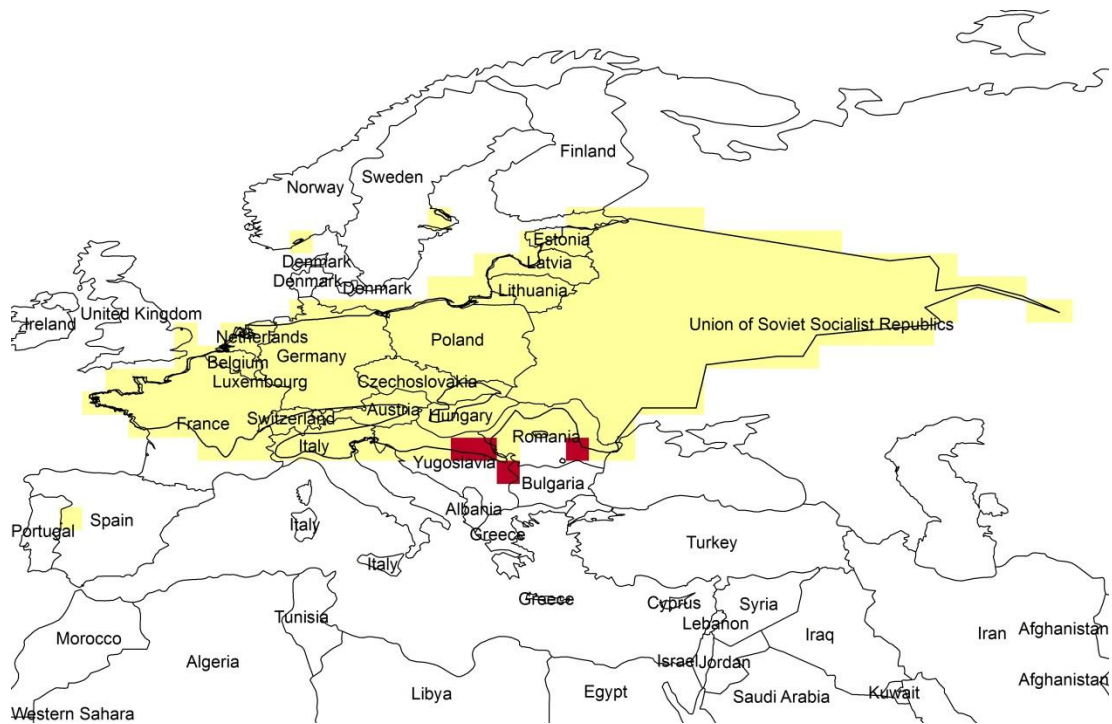 Finland
Norway
Sweden
Estonia
Denmark
Latvia
Denmark
Denmark
Lithuania
United Kingdom
Ireland
Netherlands
Union of Soviet Socialist Republics
Germany
Poland
Belgium
Luxembourg
Czechoslovakia
Austria
Hungary
France
Switzerland
Romania
Italy
Yugoslavia
Bulgaria
Albania
Spain
Italy
Portugal
Greece
Turkey
Italy
Greece
Cyprus
Syria
Tunisia
Lebanon
Morocco
Iraq
Iran
Afghanistan
Algeria
Israel
Jordan
Libya
Egypt
Saudi Arabia
Kuwait
Afghanistan
Western Sahara